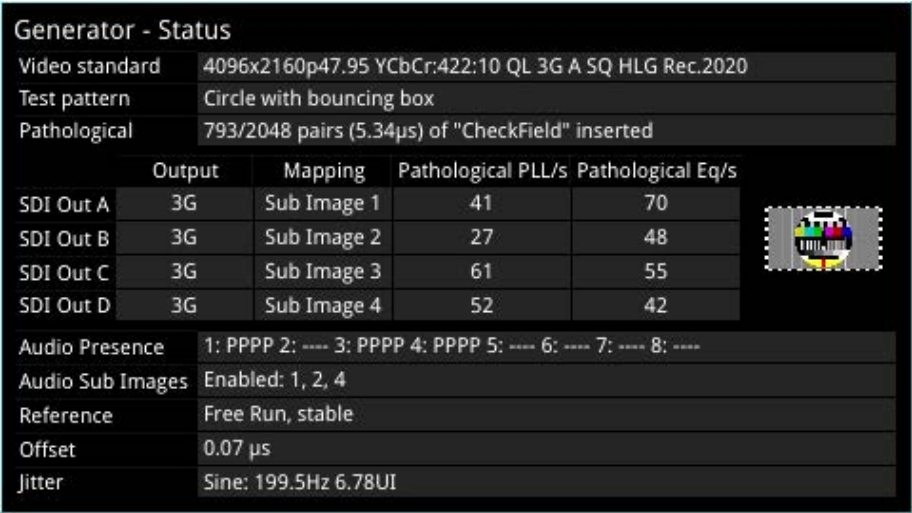 Generator - Status
Video standard 4096x2160p47.95 YCbCr:422:10 QL 3G A SQ HLG Rec.2020
Test pattern Circle with bouncing box
Pathological 793/2048 pairs (5.34µs) of "CheckField" inserted
Output Mapping Pathological PLL/s Pathological Eq/s
SDI Out A 3G Sub Image 1 41 70
SDI Out B 3G Sub Image 2 27 48
SDI Out C 3G Sub Image 3 61 55
SDI Out D 3G Sub Image 4 52 42
Audio Presence 1: PPPP 2: ---- 3: PPPP 4: PPPP 5: ---- 6: ---- 7: ---- 8: ----
Audio Sub Images Enabled: 1, 2, 4
Reference Free Run, stable
Offset 0.07 µs
Jitter Sine: 199.5Hz 6.78UI